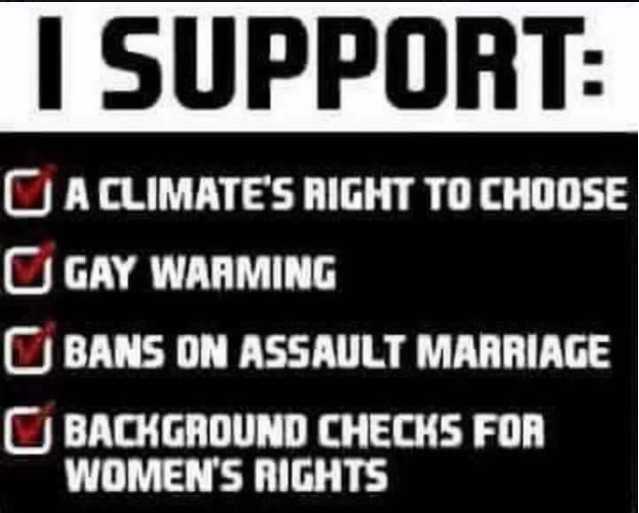 I SUPPORT:
A CLIMATE'S RIGHT TO CHOOSE
GAY WARMING
BANS ON ASSAULT MARRIAGE
BACKGROUND CHECKS FOR
WOMEN'S RIGHTS